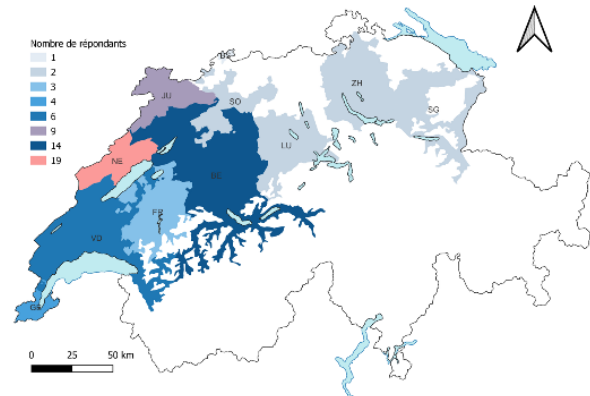 Nombre de répondants
1
2
3
4
6
9
14
19
JU
SO
ZH
SG
NE
LU
BE
FR
VD
GE
0 25 50 km